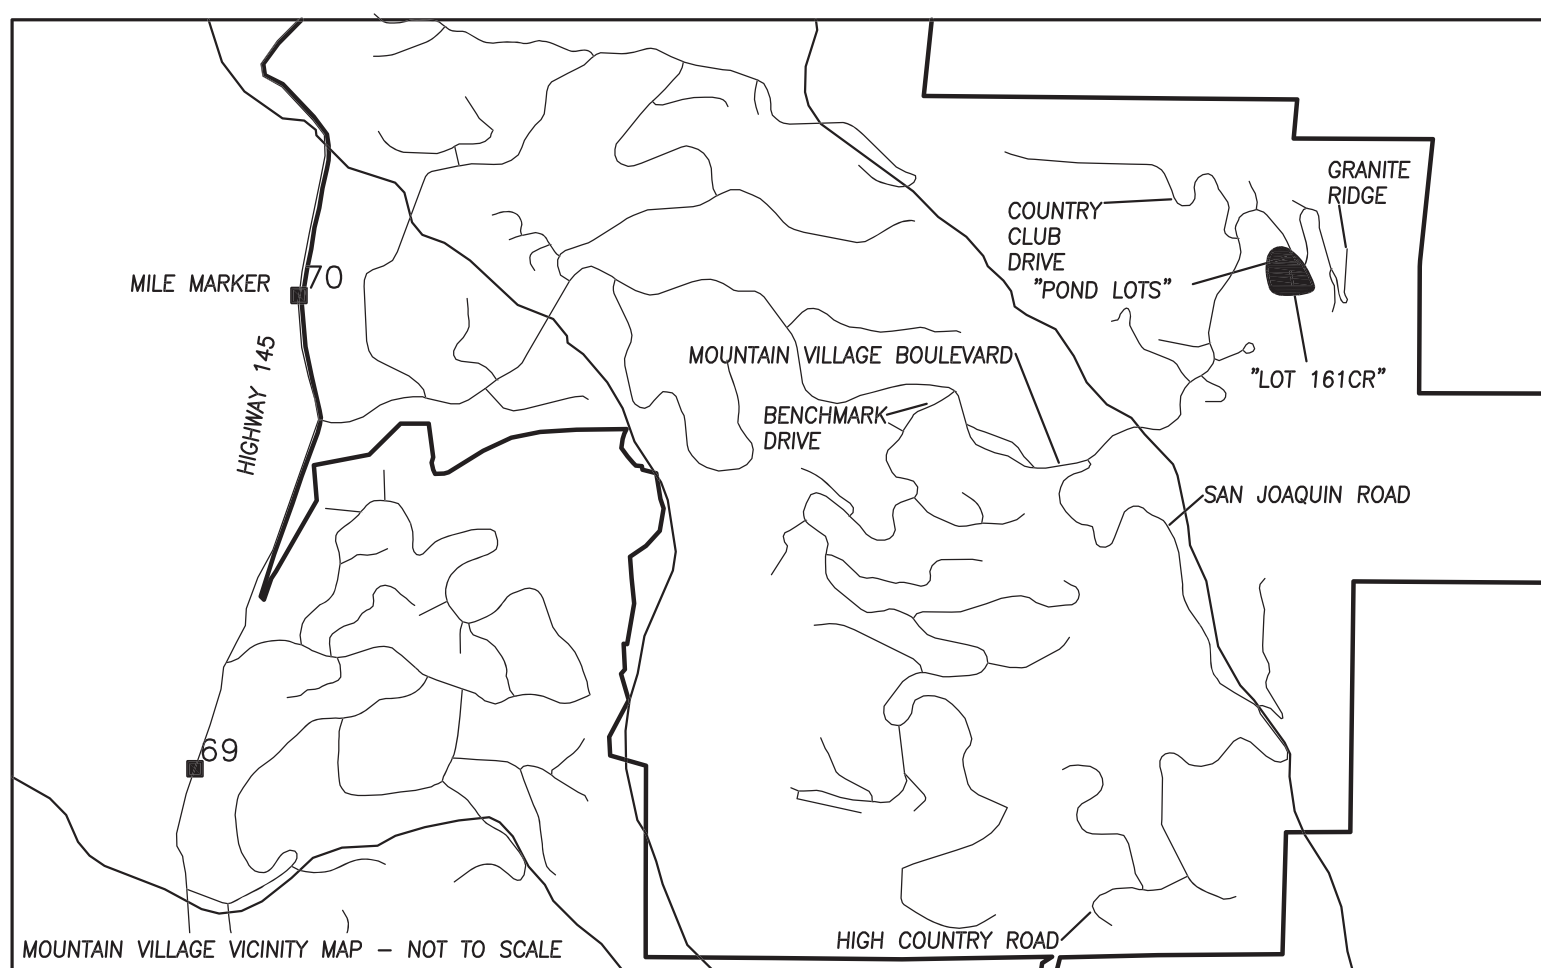 GRANITE
RIDGE
COUNTRY
CLUB
DRIVE
"POND LOTS"
70
MILE MARKER
HIGHWAY 145
MOUNTAIN VILLAGE BOULEVARD
"LOT 161CR"
BENCHMARK
DRIVE
SAN JOAQUIN ROAD
69
HIGH COUNTRY ROAD
MOUNTAIN VILLAGE VICINITY MAP – NOT TO SCALE